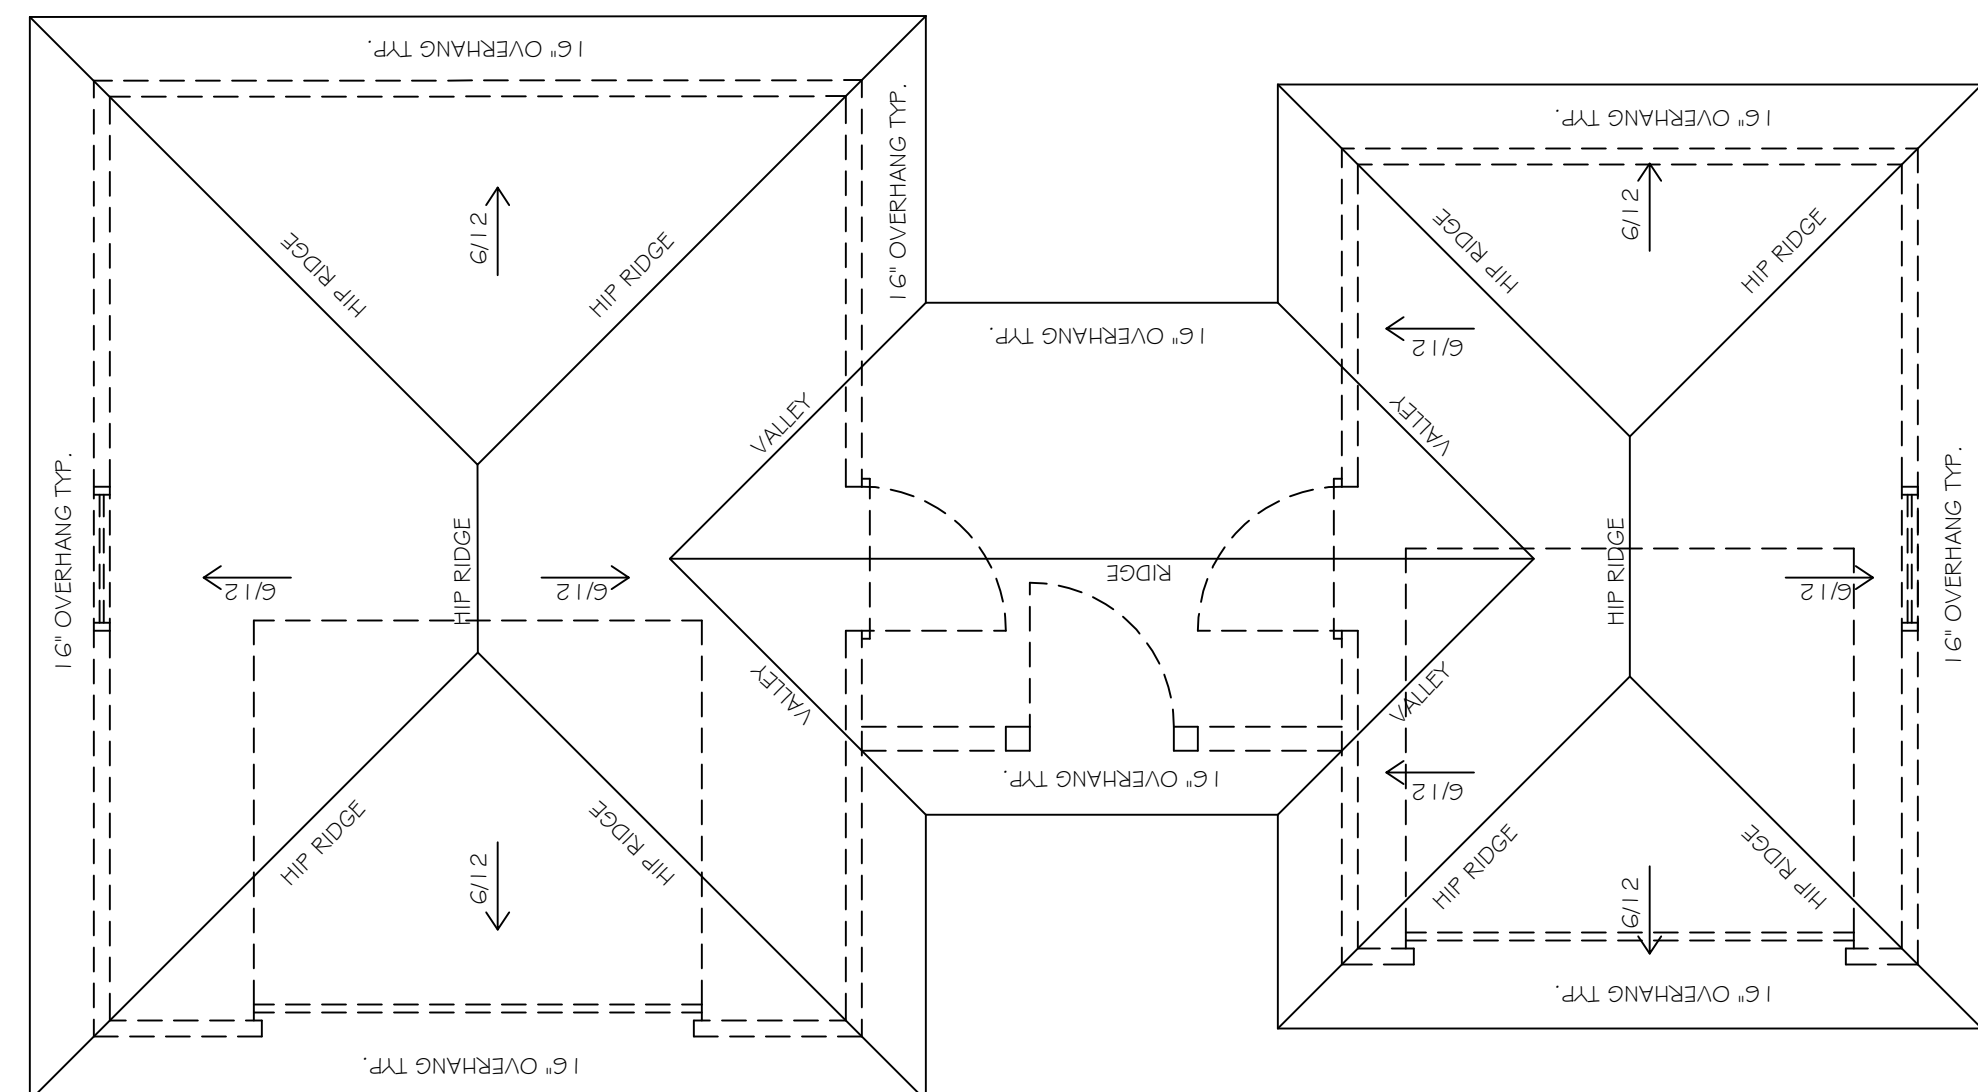 16" OVERHANG TYP.
16" OVERHANG TYP.
16" OVERHANG TYP.
6/12
6/12
HIP RIDGE
HIP RIDGE
HIP RIDGE
HIP RIDGE
16" OVERHANG TYP.
6/12
VALLEY
VALLEY
16" OVERHANG TYP.
HIP RIDGE
HIP RIDGE
16" OVERHANG TYP.
6/12
6/12
RIDGE
6/12
VALLEY
VALLEY
16" OVERHANG TYP.
6/12
HIP RIDGE
HIP RIDGE
HIP RIDGE
HIP RIDGE
6/12
6/12
16" OVERHANG TYP.
16" OVERHANG TYP.